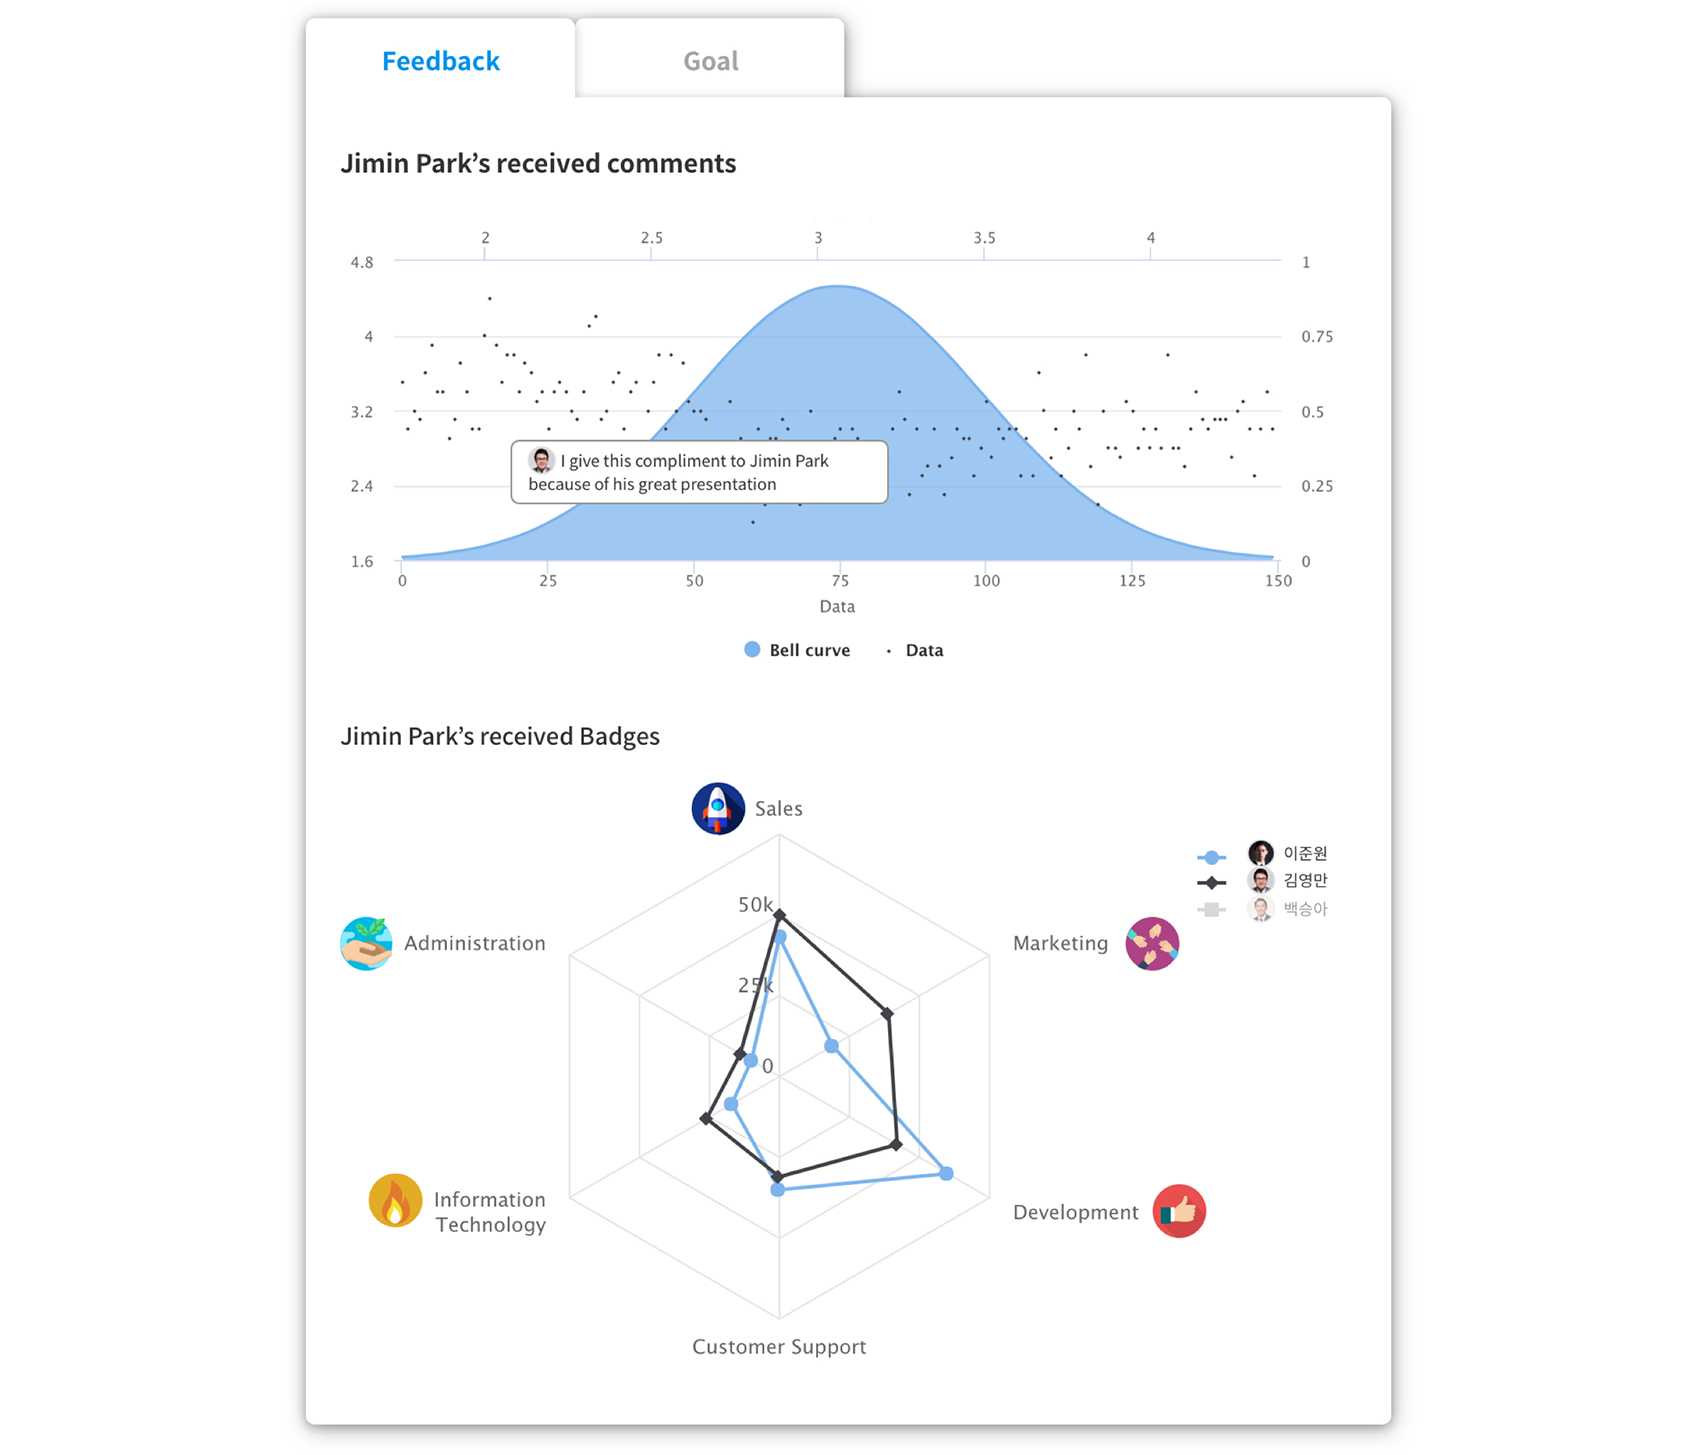 Feedback
Goal
Jimin Park’s received comments
2 2.5 3 3.5 4
4.8 1
4 0.75
3.2 0.5
2.4 0.25
1.6 0
I give this compliment to Jimin Park
because of his great presentation
0 25 50 75 100 125 150
Data
Bell curve Data
Jimin Park’s received Badges
Sales
이준원
김영만
백승아
50k
Administration
Marketing
25k
0
Information
Technology
Development
Customer Support